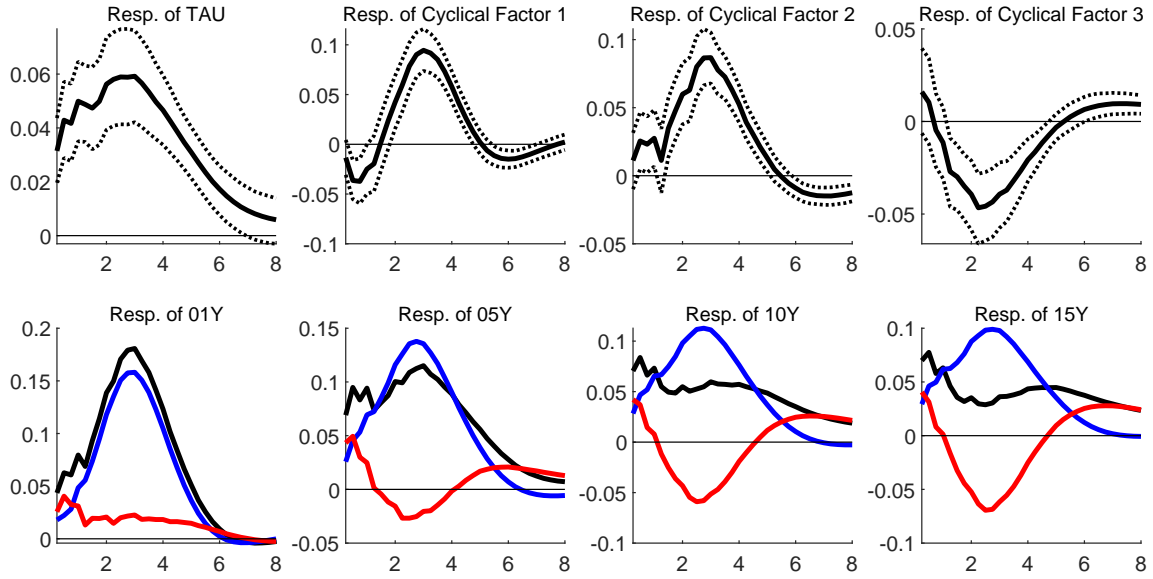 Resp. of TAU
Resp. of Cyclical Factor 1
Resp. of Cyclical Factor 2
Resp. of Cyclical Factor 3
0.06
0.04
0.02
0
2 4 6 8
0.1
0.05
0
-0.05
-0.1
2 4 6 8
0.1
0.05
0
-0.05
2 4 6 8
0.05
0
-0.05
2 4 6 8
Resp. of 01Y
Resp. of 05Y
Resp. of 10Y
Resp. of 15Y
0.2
0.15
0.1
0.05
0
2 4 6 8
0.15
0.1
0.05
0
-0.05
2 4 6 8
0.1
0.05
0
-0.05
-0.1
2 4 6 8
0.1
0.05
0
-0.05
-0.1
2 4 6 8